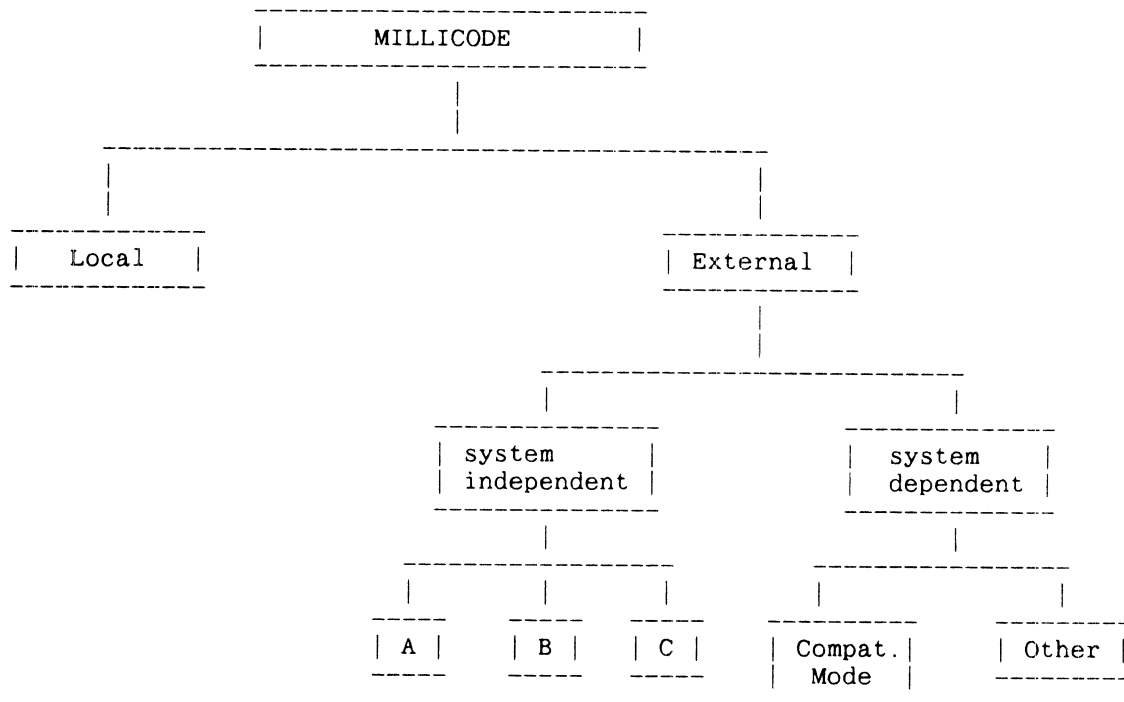 MILLICODE
Local
External
system
independent
system
dependent
A
B
C
Compat.
Mode
Other